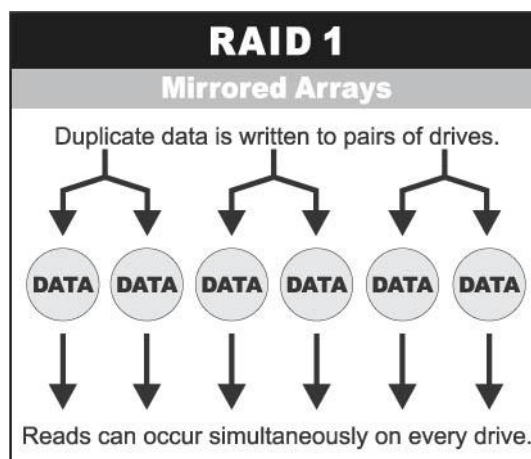 RAID 1
Mirrored Arrays
Duplicate data is written to pairs of drives.
DATA DATA DATA DATA DATA DATA
Reads can occur simultaneously on every drive.